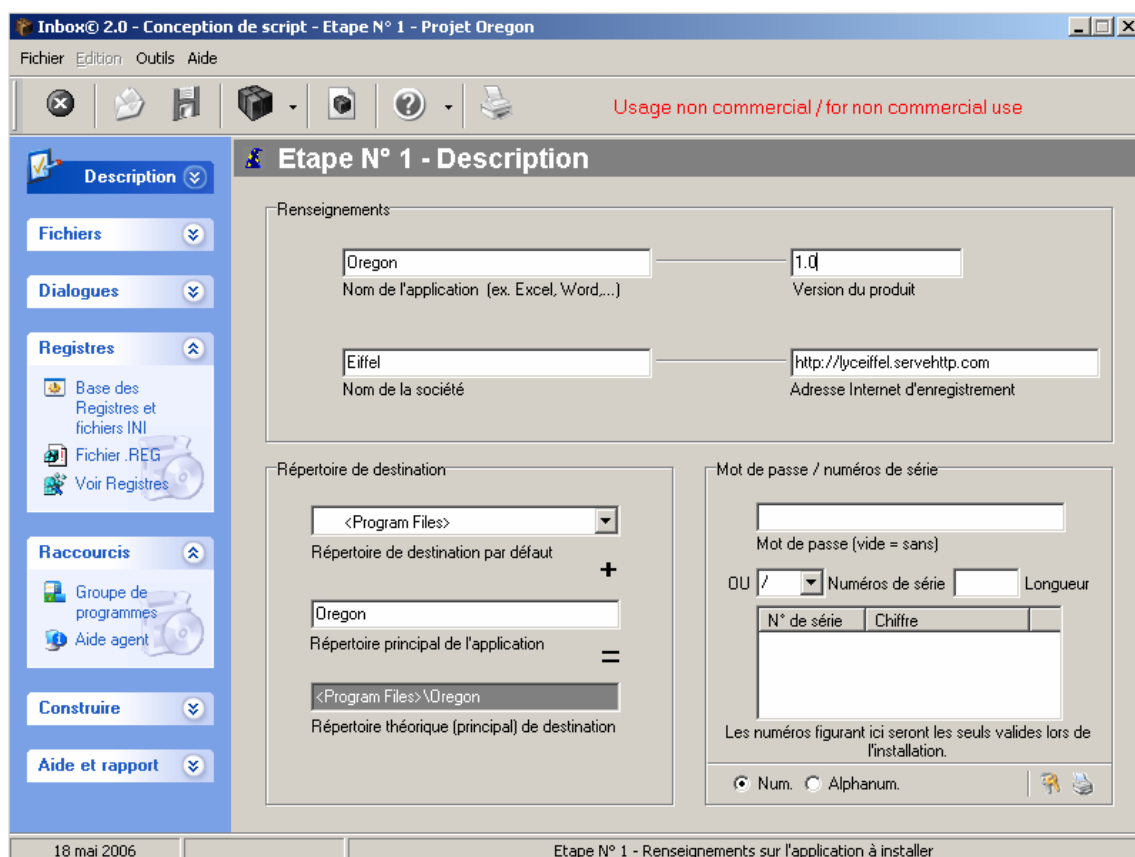 Inbox© 2.0 - Conception de script - Etape N° 1 - Projet Oregon
Fichier Edition Outils Aide
Usage non commercial / for non commercial use
Description
Etape N° 1 - Description
Fichiers
Dialogues
Registres
Base des
Registres et
fichiers INI
Fichier .REG
Voir Registres
Raccourcis
Groupe de
programmes
Aide agent
Construire
Aide et rapport
Renseignements
Oregon
1.0
Nom de l'application (ex. Excel, Word,...)
Version du produit
Eiffel
http://lyceiffel.servehttp.com
Nom de la société
Adresse Internet d'enregistrement
Répertoire de destination
<Program Files>
Répertoire de destination par défaut
+
Oregon
Répertoire principal de l'application
=
<Program Files>\Oregon
Répertoire théorique (principal) de destination
Mot de passe / numéros de série
Mot de passe (vide = sans)
OU / Numéros de série Longueur
N° de série Chiffre
Les numéros figurant ici seront les seuls valides lors de
l'installation.
Num. Alphanum.
18 mai 2006
Etape N° 1 - Renseignements sur l'application à installer